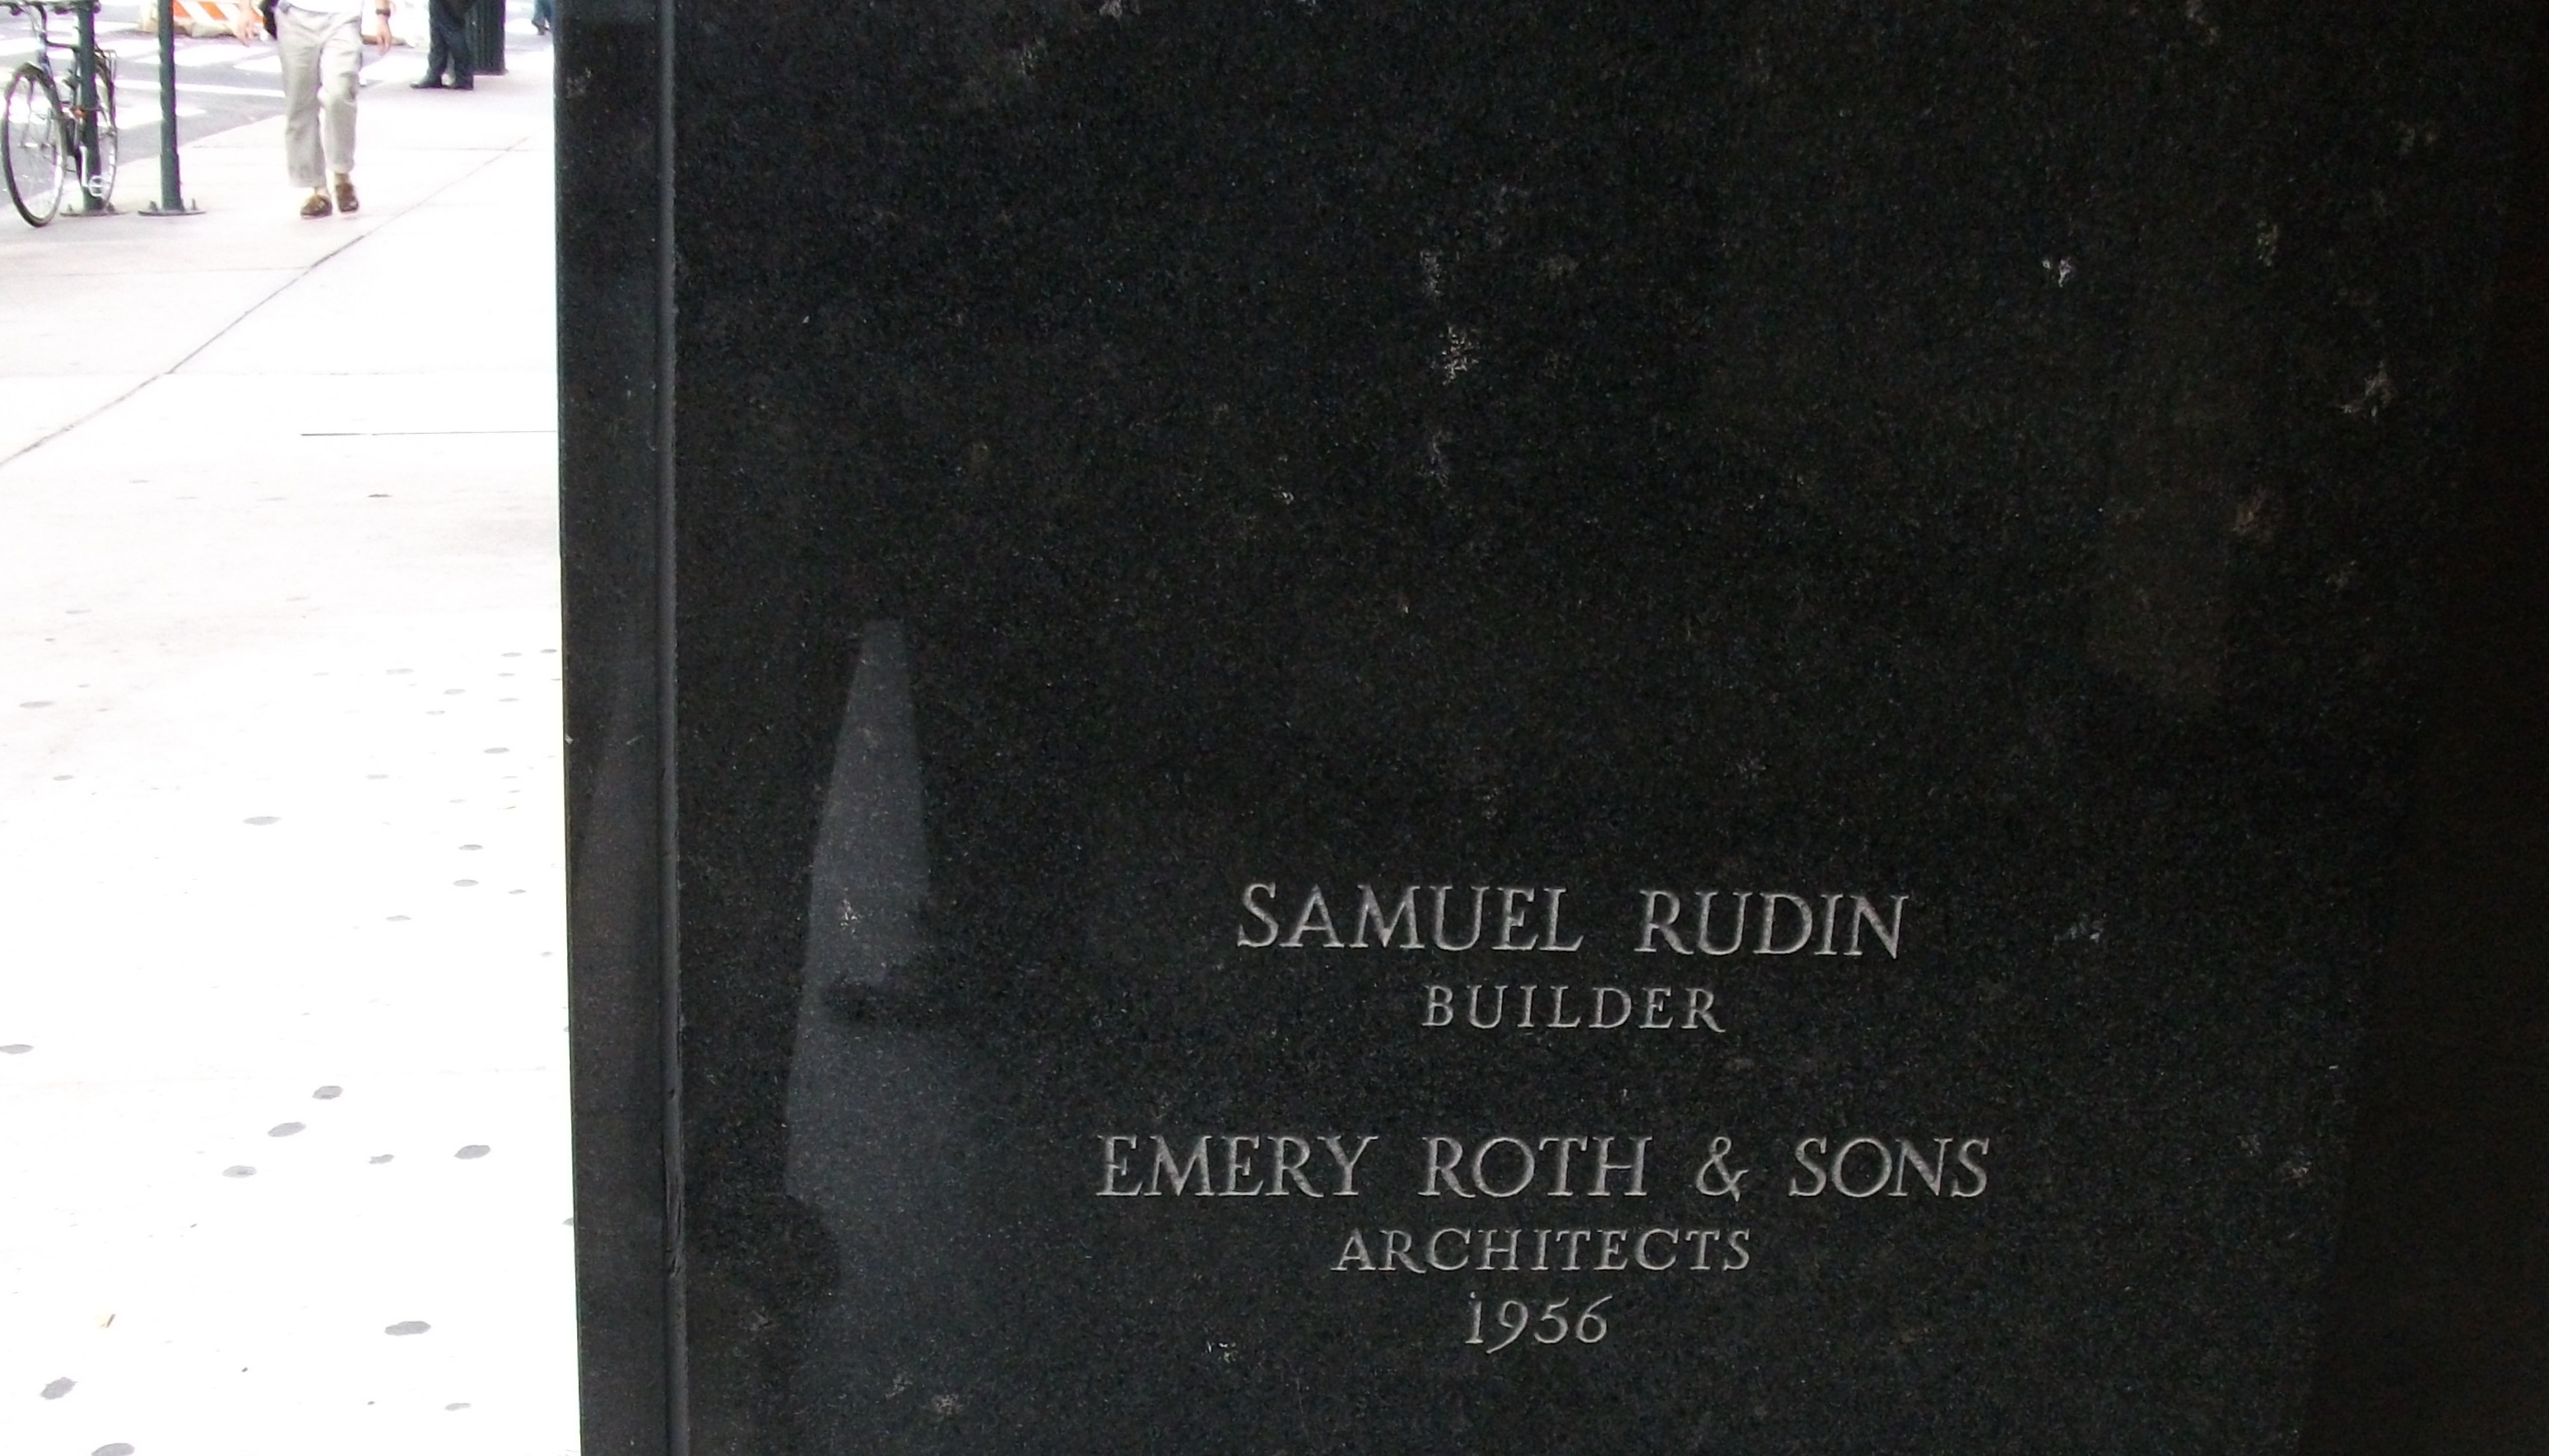 SAMUEL RUDIN
BUILDER
EMERY ROTH & SONS
ARCHITECTS
1956